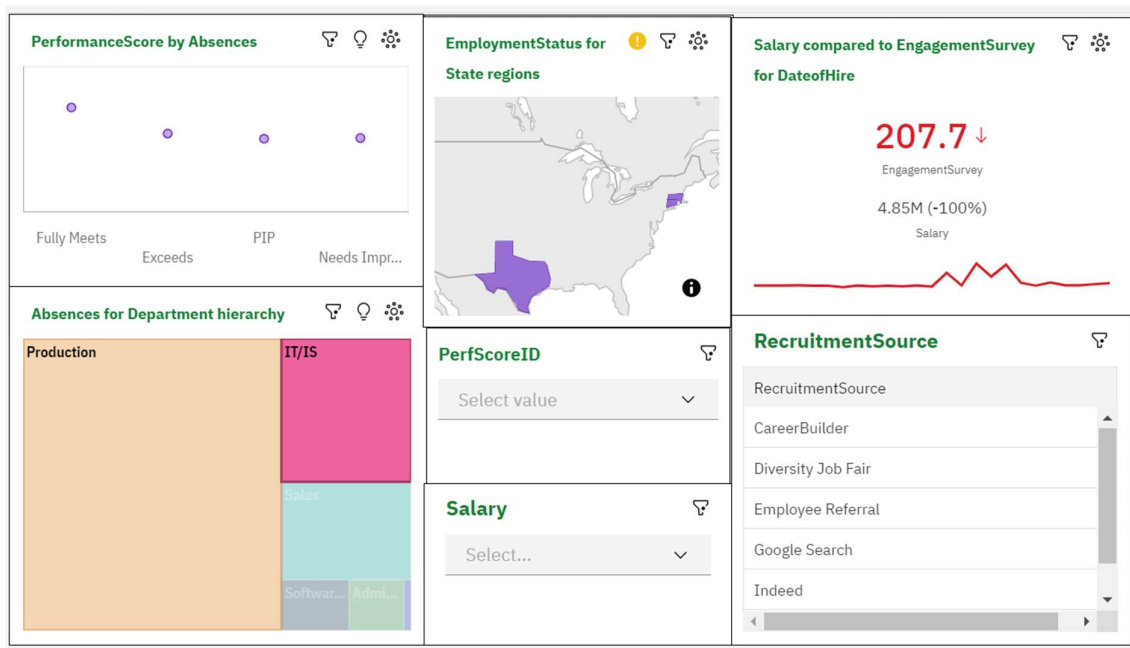 PerformanceScore by Absences
Fully Meets
Exceeds
PIP
Needs Impr...
EmploymentStatus for
State regions
Salary compared to EngagementSurvey
for DateofHire
207.7
EngagementSurvey
4.85M (-100%)
Salary
Absences for Department hierarchy
Production
IT/IS
Sales
Softwar...
Admi...
PerfScoreID
Select value
Salary
Select...
RecruitmentSource
RecruitmentSource
CareerBuilder
Diversity Job Fair
Employee Referral
Google Search
Indeed